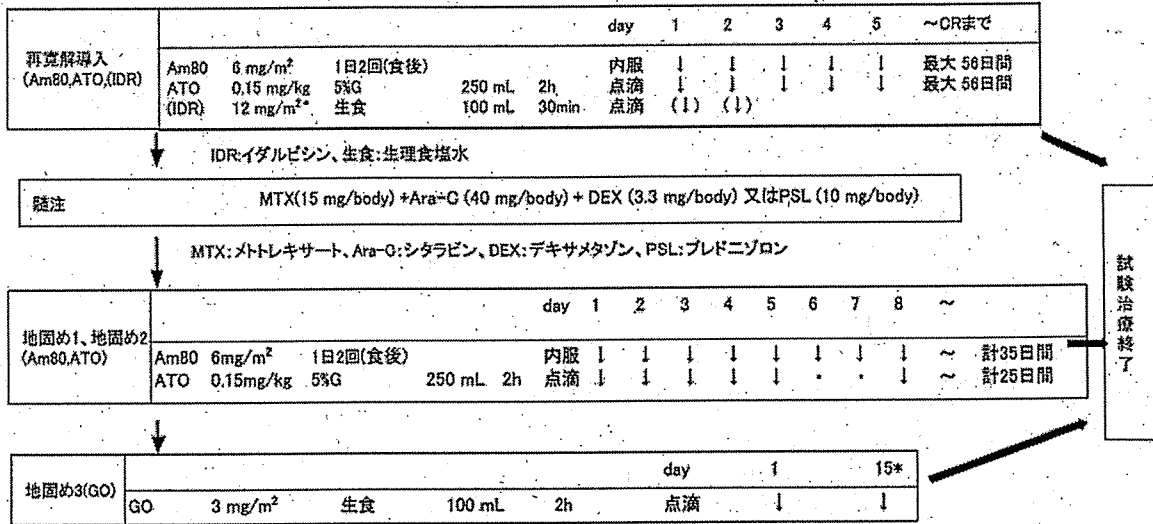 day 1 2 3 4 5 ~CRまで
再寛解導入
(Am80,ATO,(IDR)
Am80 6 mg/m² 1日2回(食後) 内服 ↓ ↓ ↓ ↓ ↓ 最大 56日間
ATO 0.15 mg/kg 5%G 250 mL 2h 点滴 ↓ ↓ ↓ ↓ ↓ 最大 56日間
(IDR) 12 mg/m²* 生食 100 mL 30min 点滴 (↓) (↓)
IDR:イダルビシン、生食:生理食塩水
髄注 MTX(15 mg/body) +Ara-C (40 mg/body) + DEX (3.3 mg/body) 又はPSL (10 mg/body)
MTX:メトトレキサート、Ara-C:シタラビン、DEX:デキサメタゾン、PSL:プレドニゾロン
day 1 2 3 4 5 6 7 8 ~
地固め1、地固め2
(Am80,ATO)
Am80 6mg/m² 1日2回(食後) 内服 ↓ ↓ ↓ ↓ ↓ ↓ ↓ ↓ ~ 計35日間
ATO 0.15mg/kg 5%G 250 mL 2h 点滴 ↓ ↓ ↓ ↓ ↓ ・ ・ ↓ ~ 計25日間
day 1 15*
地固め3(GO)
GO 3 mg/m² 生食 100 mL 2h 点滴 ↓ ↓
試験治療終了